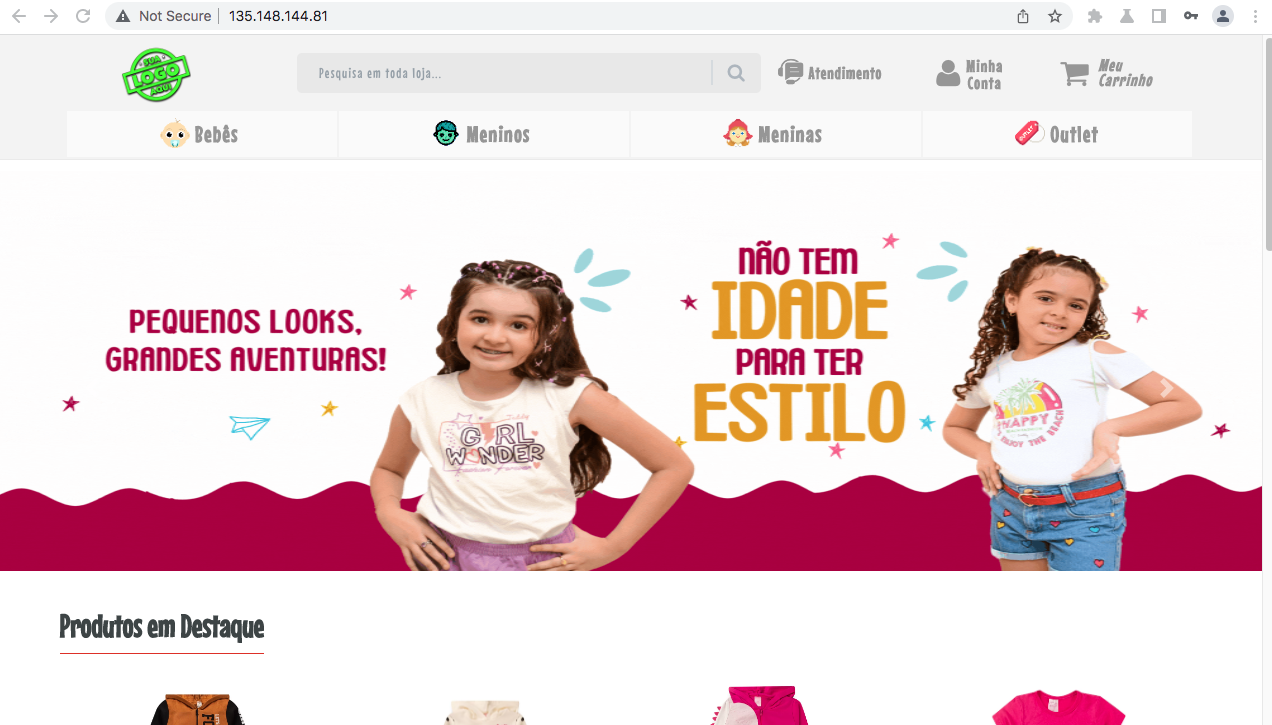 Not Secure
135.148.144.81
SUA
LOGO
AQUI
Pesquisa em toda loja...
Atendimento
Minha
Conta
Meu
Carrinho
Bebês
Meninos
Meninas
OUTLET
Outlet
PEQUENOS LOOKS,
GRANDES AVENTURAS!
NÃO TEM
IDADE
PARA TER
ESTILO
GIRL
WONDER
HAPPY
ENJOY THE BEACH
Produtos em Destaque